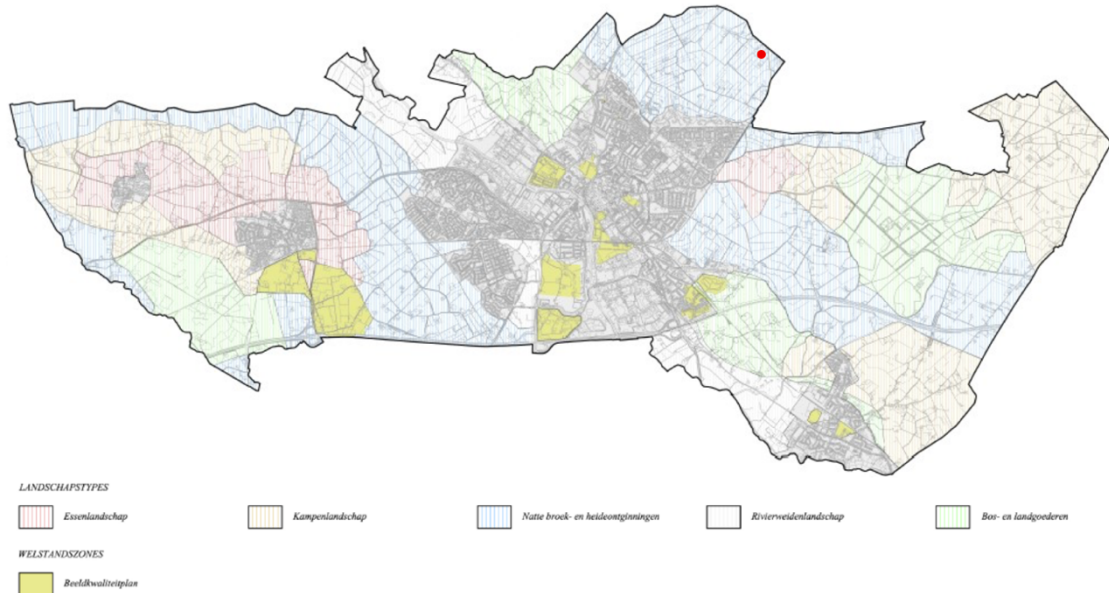 LANDSCHAPSTYPES
Essenlandschap Kampenlandschap Natte broek- en heideontginningen Rivierweidenlandschap Bos- en landgoederen
WELSTANDSZONES
Beeldkwaliteitplan